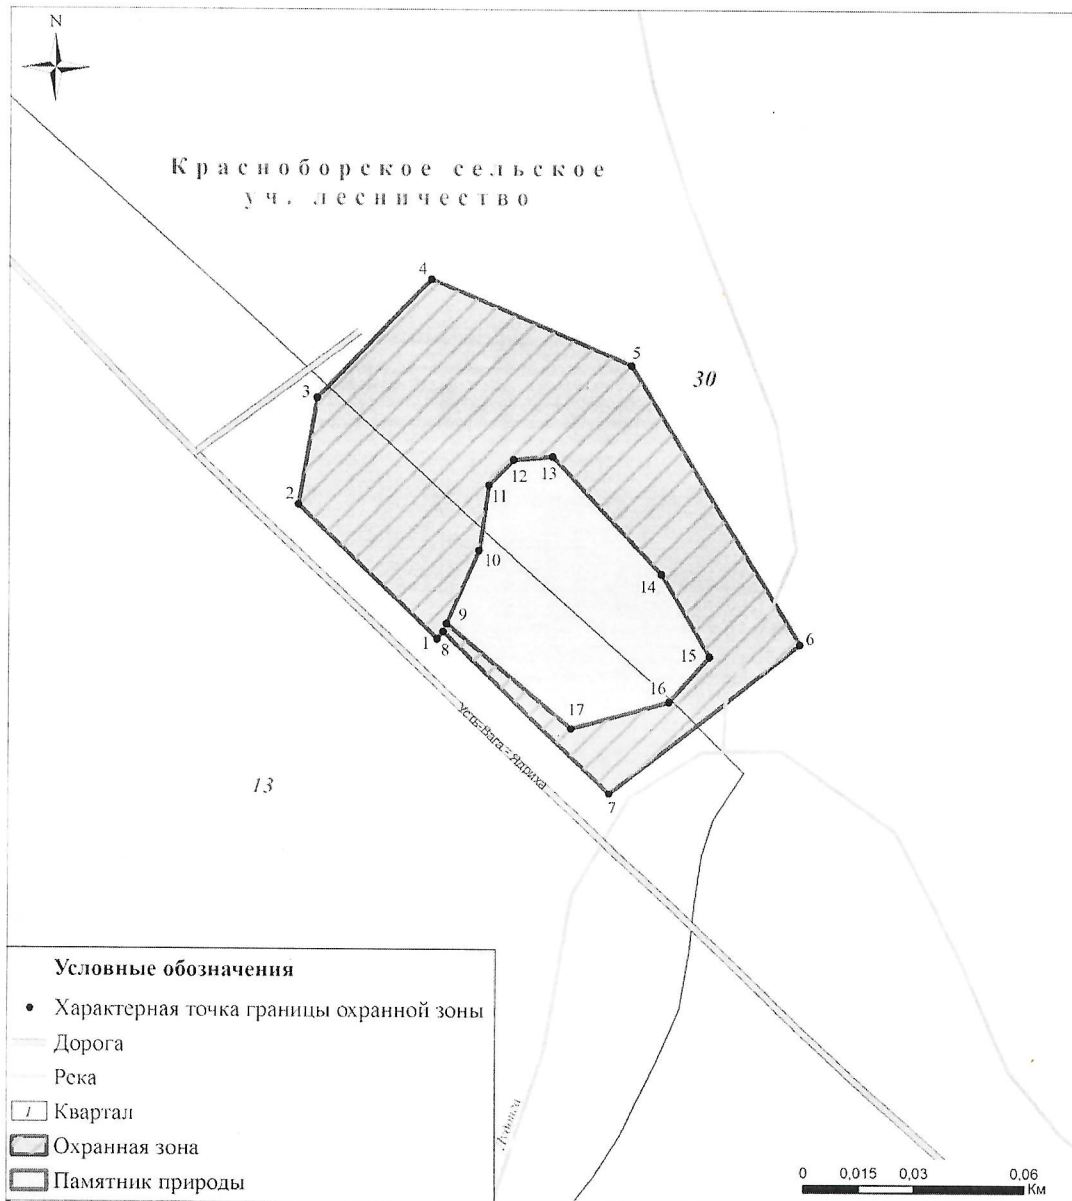 N
Красноборское сельское
уч. лесничество
4
5
30
3
12
13
11
2
10
14
9
1
8
15
6
16
17
Усть-Вага - Ядриха
7
13
Условные обозначения
Характерная точка границы охранной зоны
Дорога
Река
1 Квартал
Охранная зона
Памятник природы
0 0,015 0,03 0,06
Км